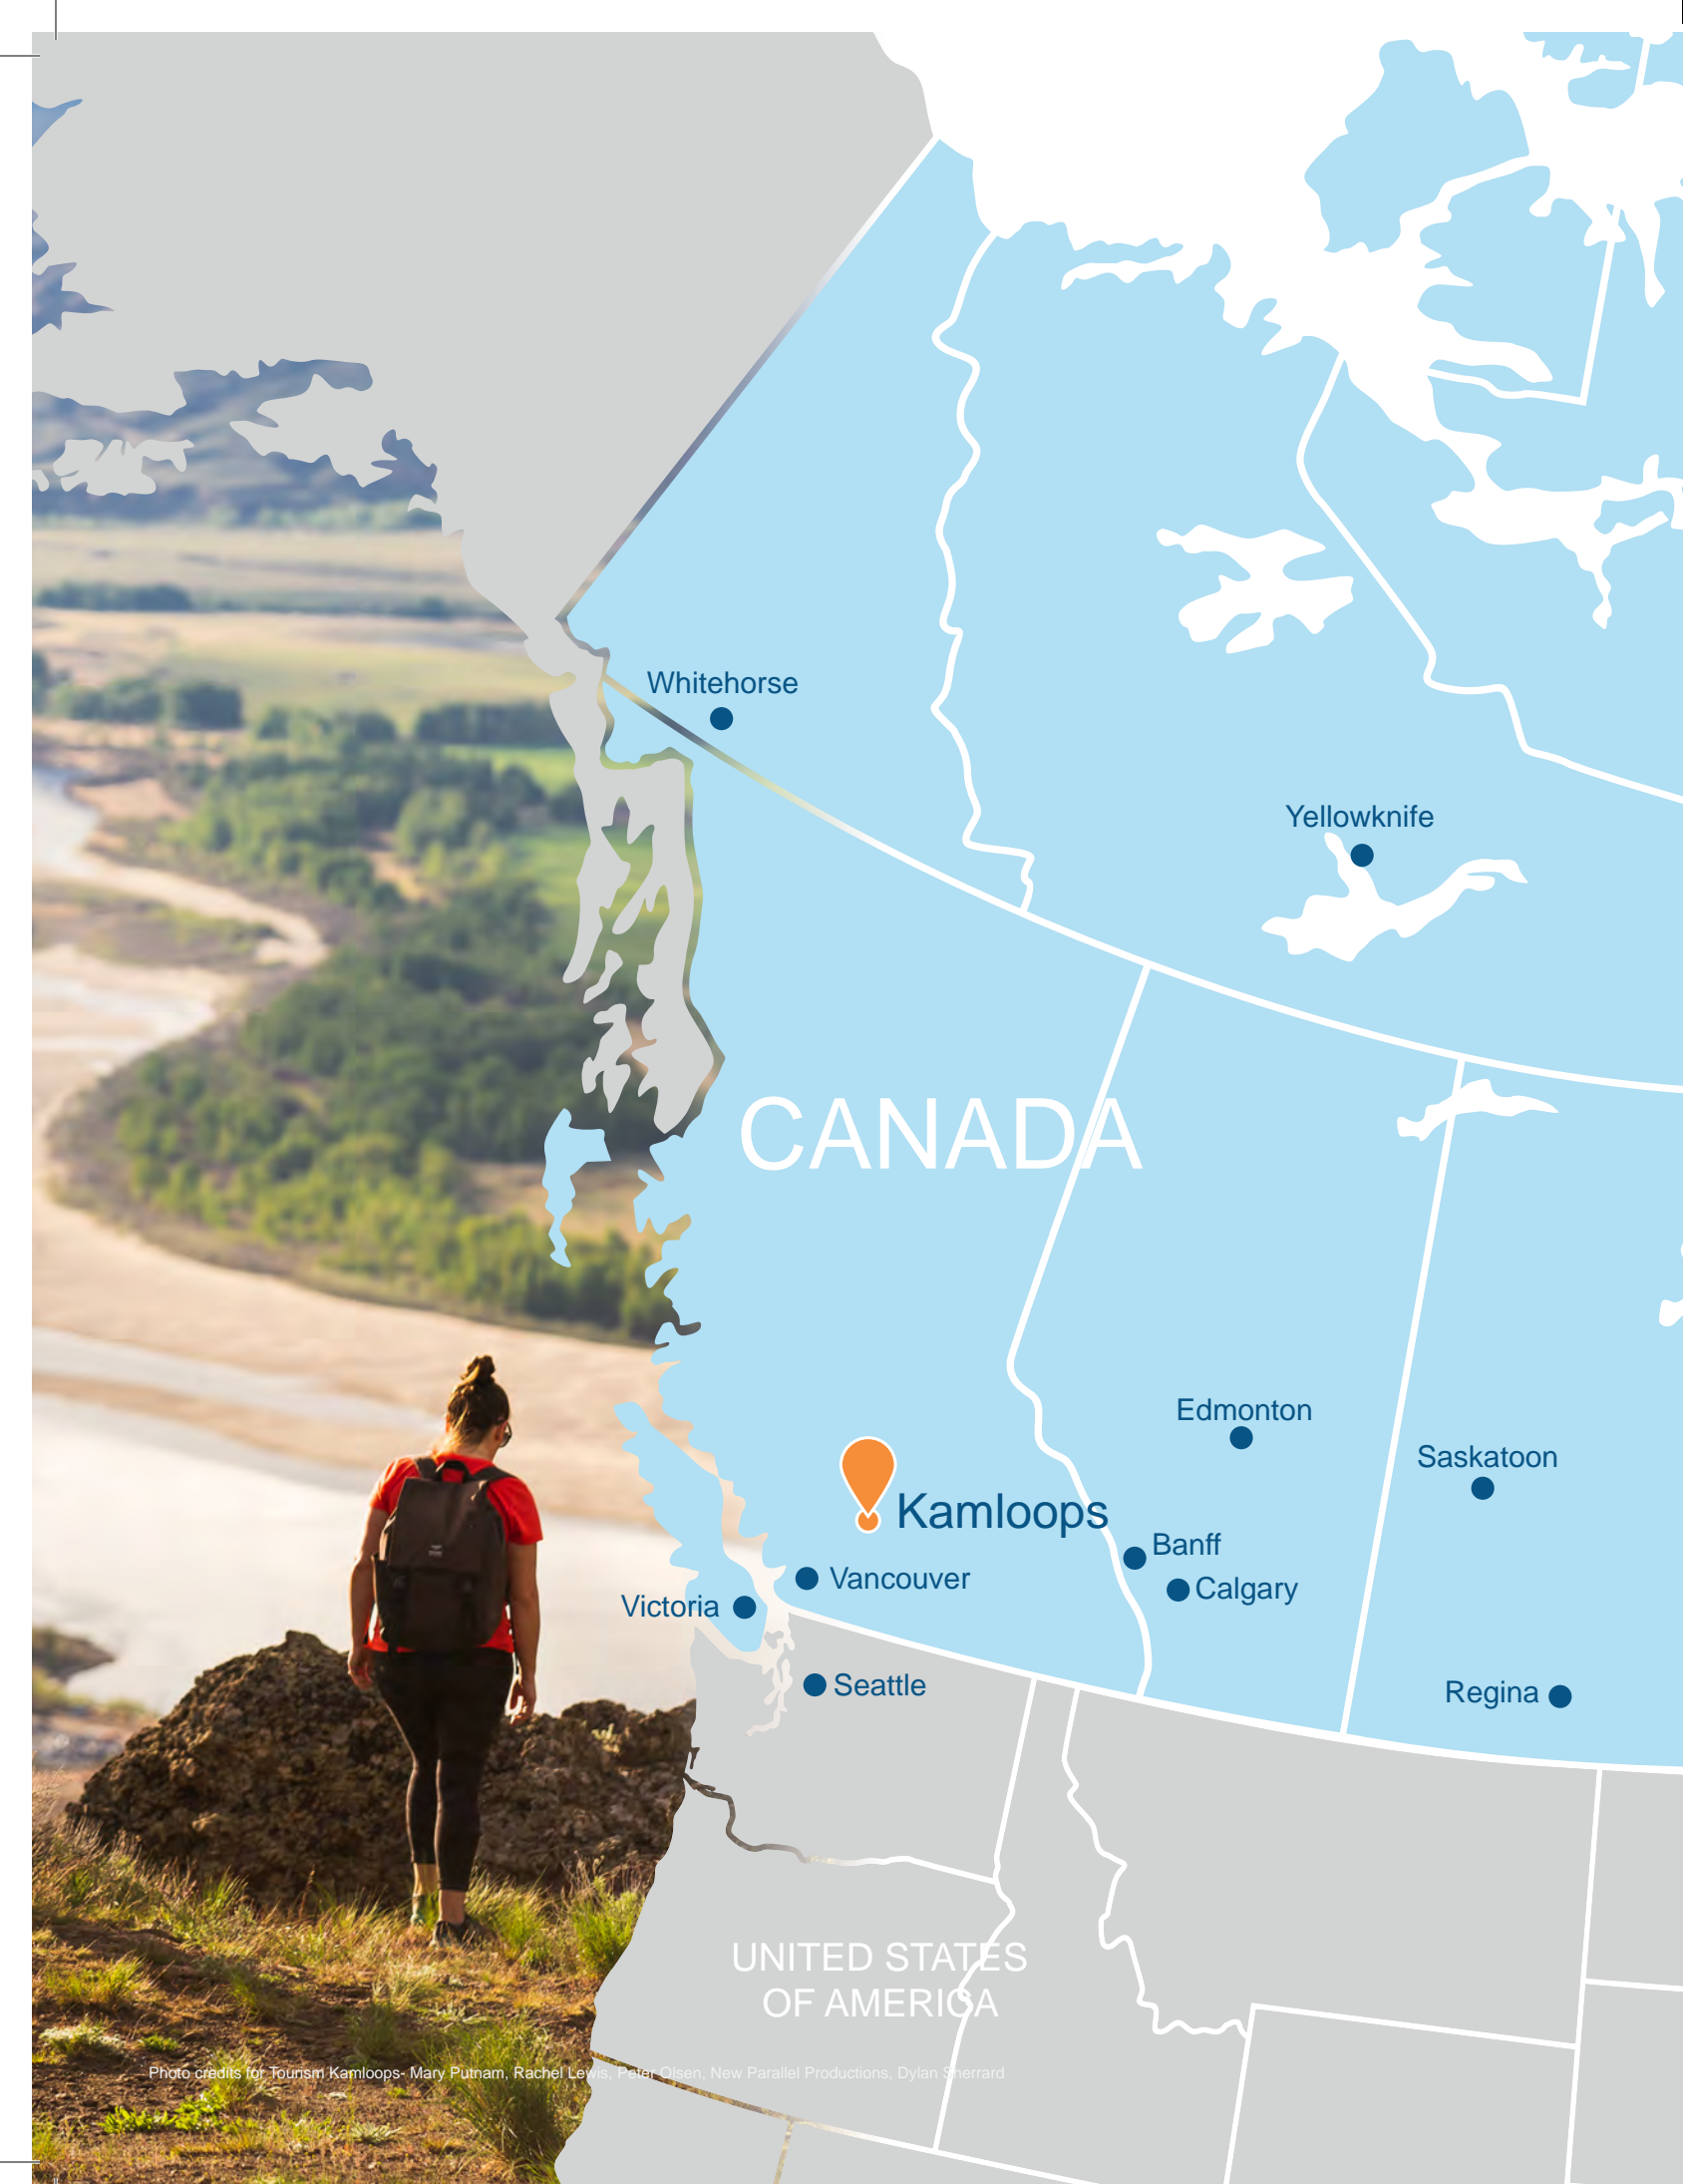 Whitehorse
Yellowknife
CANADA
Edmonton
Saskatoon
Kamloops
Banff
Vancouver
Calgary
Victoria
Seattle
Regina
UNITED STATES
OF AMERICA
Photo credits for Tourism Kamloops- Mary Putnam, Rachel Lewis, Peter Olsen, New Parallel Productions, Dylan Sherrard